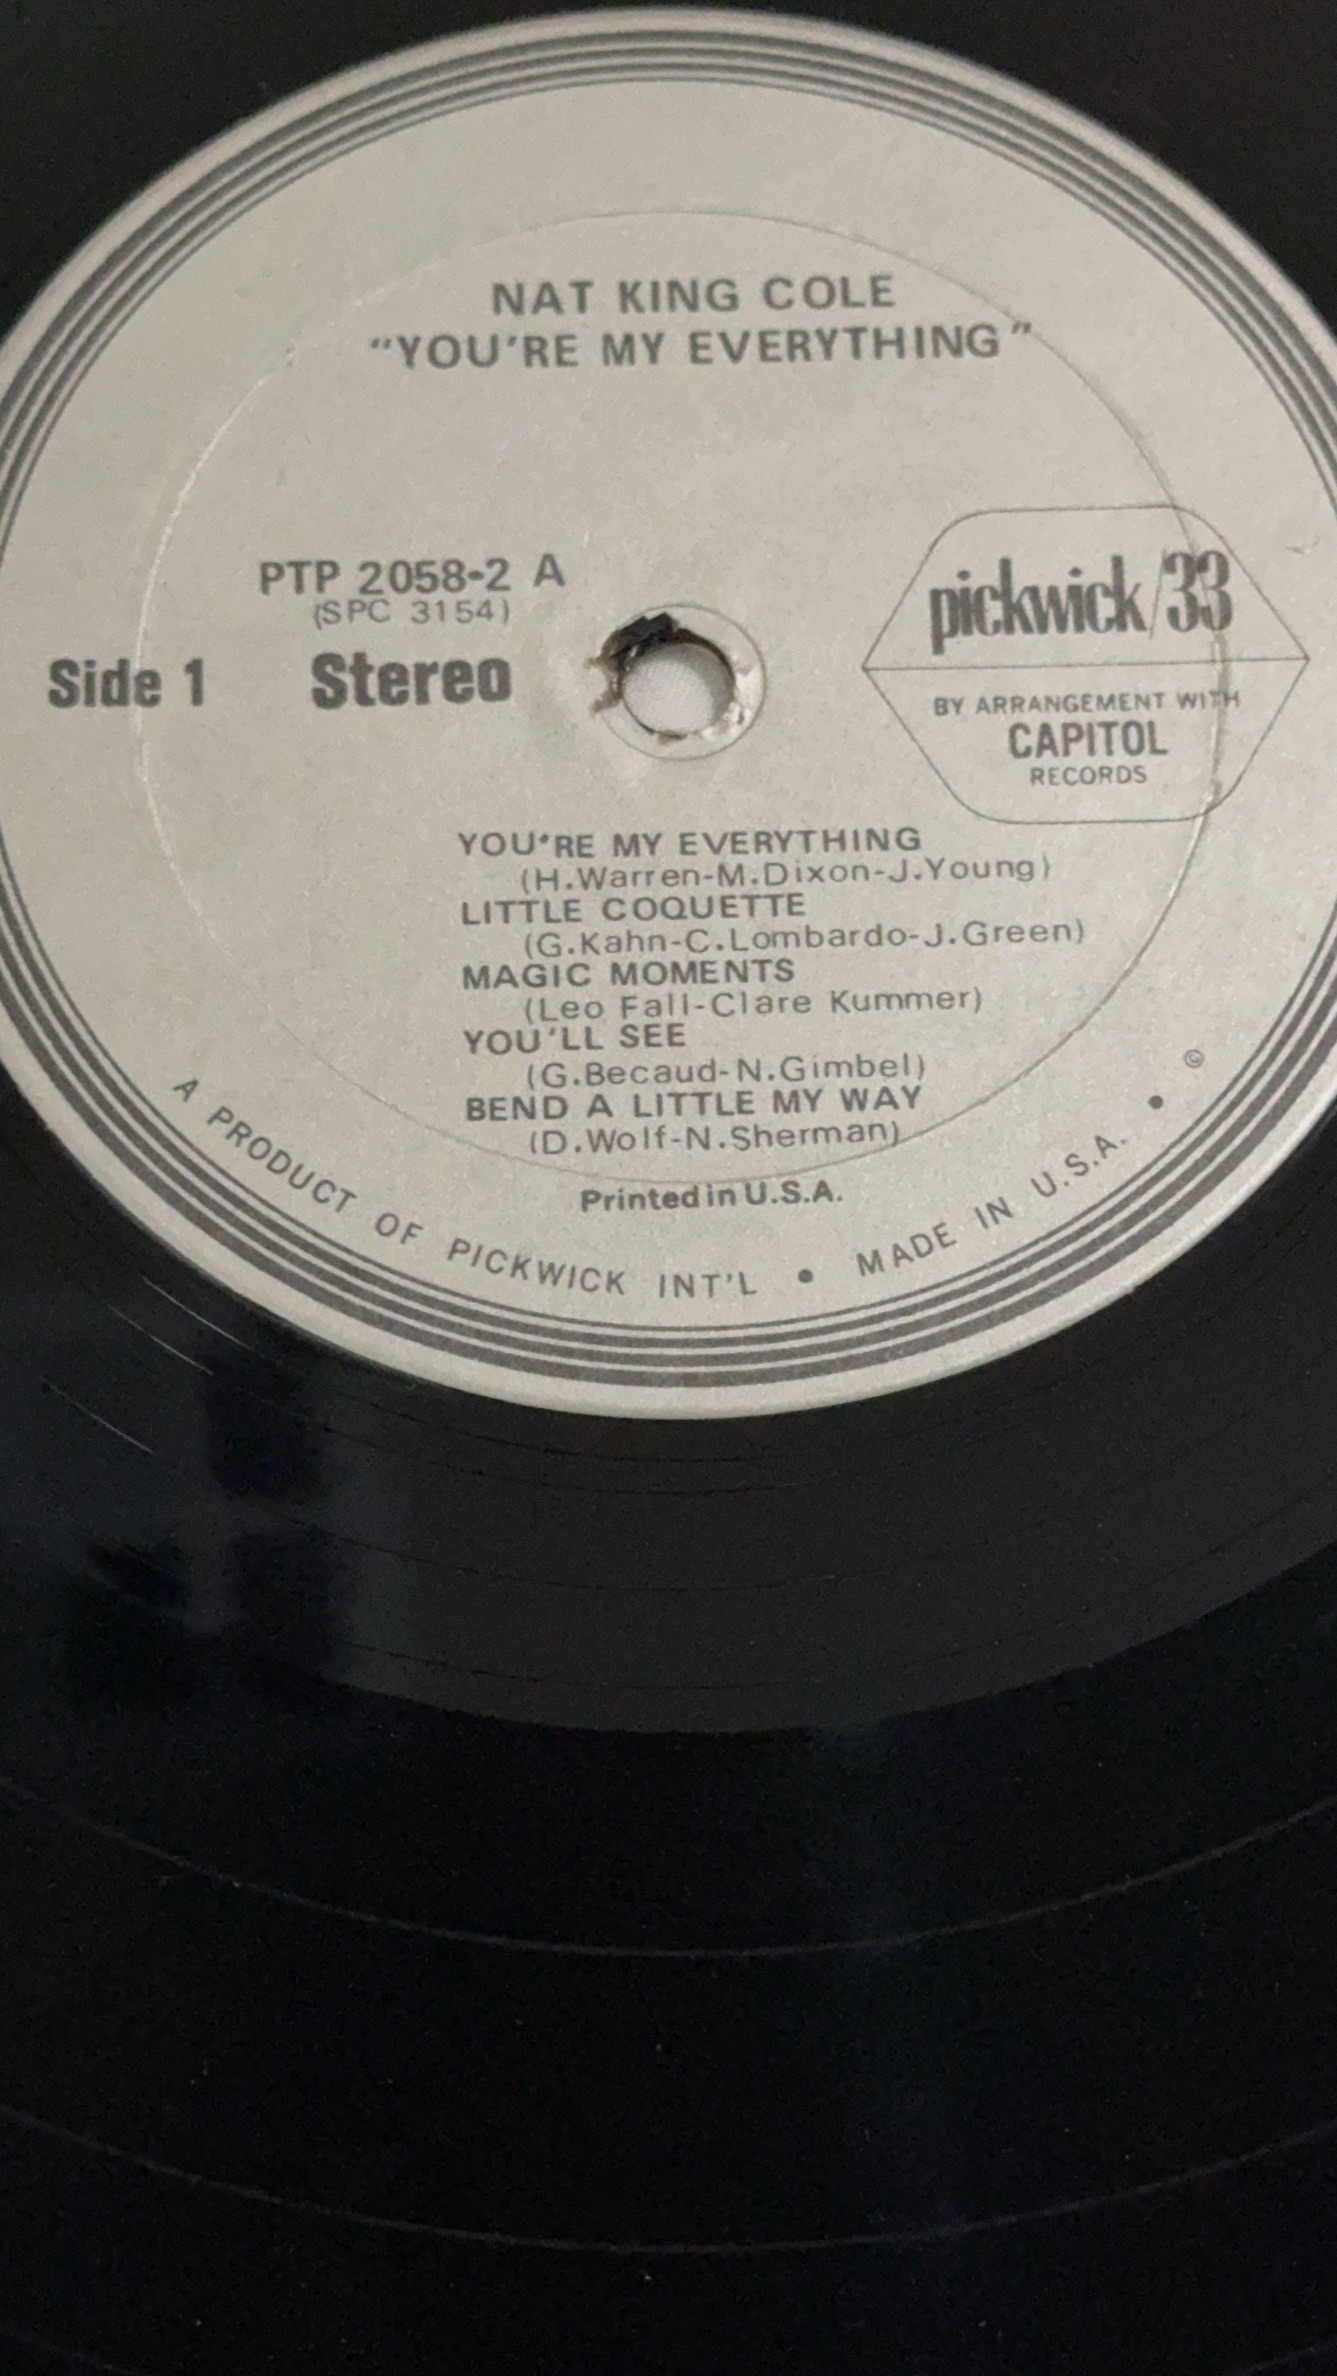 NAT KING COLE
"YOU'RE MY EVERYTHING"
PTP 2058-2 A
(SPC 3154)
Side 1 Stereo
pickwick/33
BY ARRANGEMENT WITH
CAPITOL
RECORDS
YOU'RE MY EVERYTHING
(H.Warren-M.Dixon-J.Young)
LITTLE COQUETTE
(G.Kahn-C.Lombardo-J.Green)
MAGIC MOMENTS
(Leo Fall-Clare Kummer)
YOU'LL SEE
(G.Becaud-N.Gimbel)
BEND A LITTLE MY WAY
(D.Wolf-N.Sherman)
Printed in U.S.A.
A PRODUCT OF PICKWICK INT'L • MADE IN U.S.A. • ©